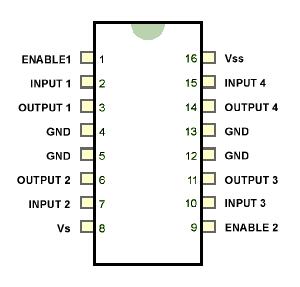 ENABLE1 1 16 Vss
INPUT 1 2 15 INPUT 4
OUTPUT 1 3 14 OUTPUT 4
GND 4 13 GND
GND 5 12 GND
OUTPUT 2 6 11 OUTPUT 3
INPUT 2 7 10 INPUT 3
Vs 8 9 ENABLE 2